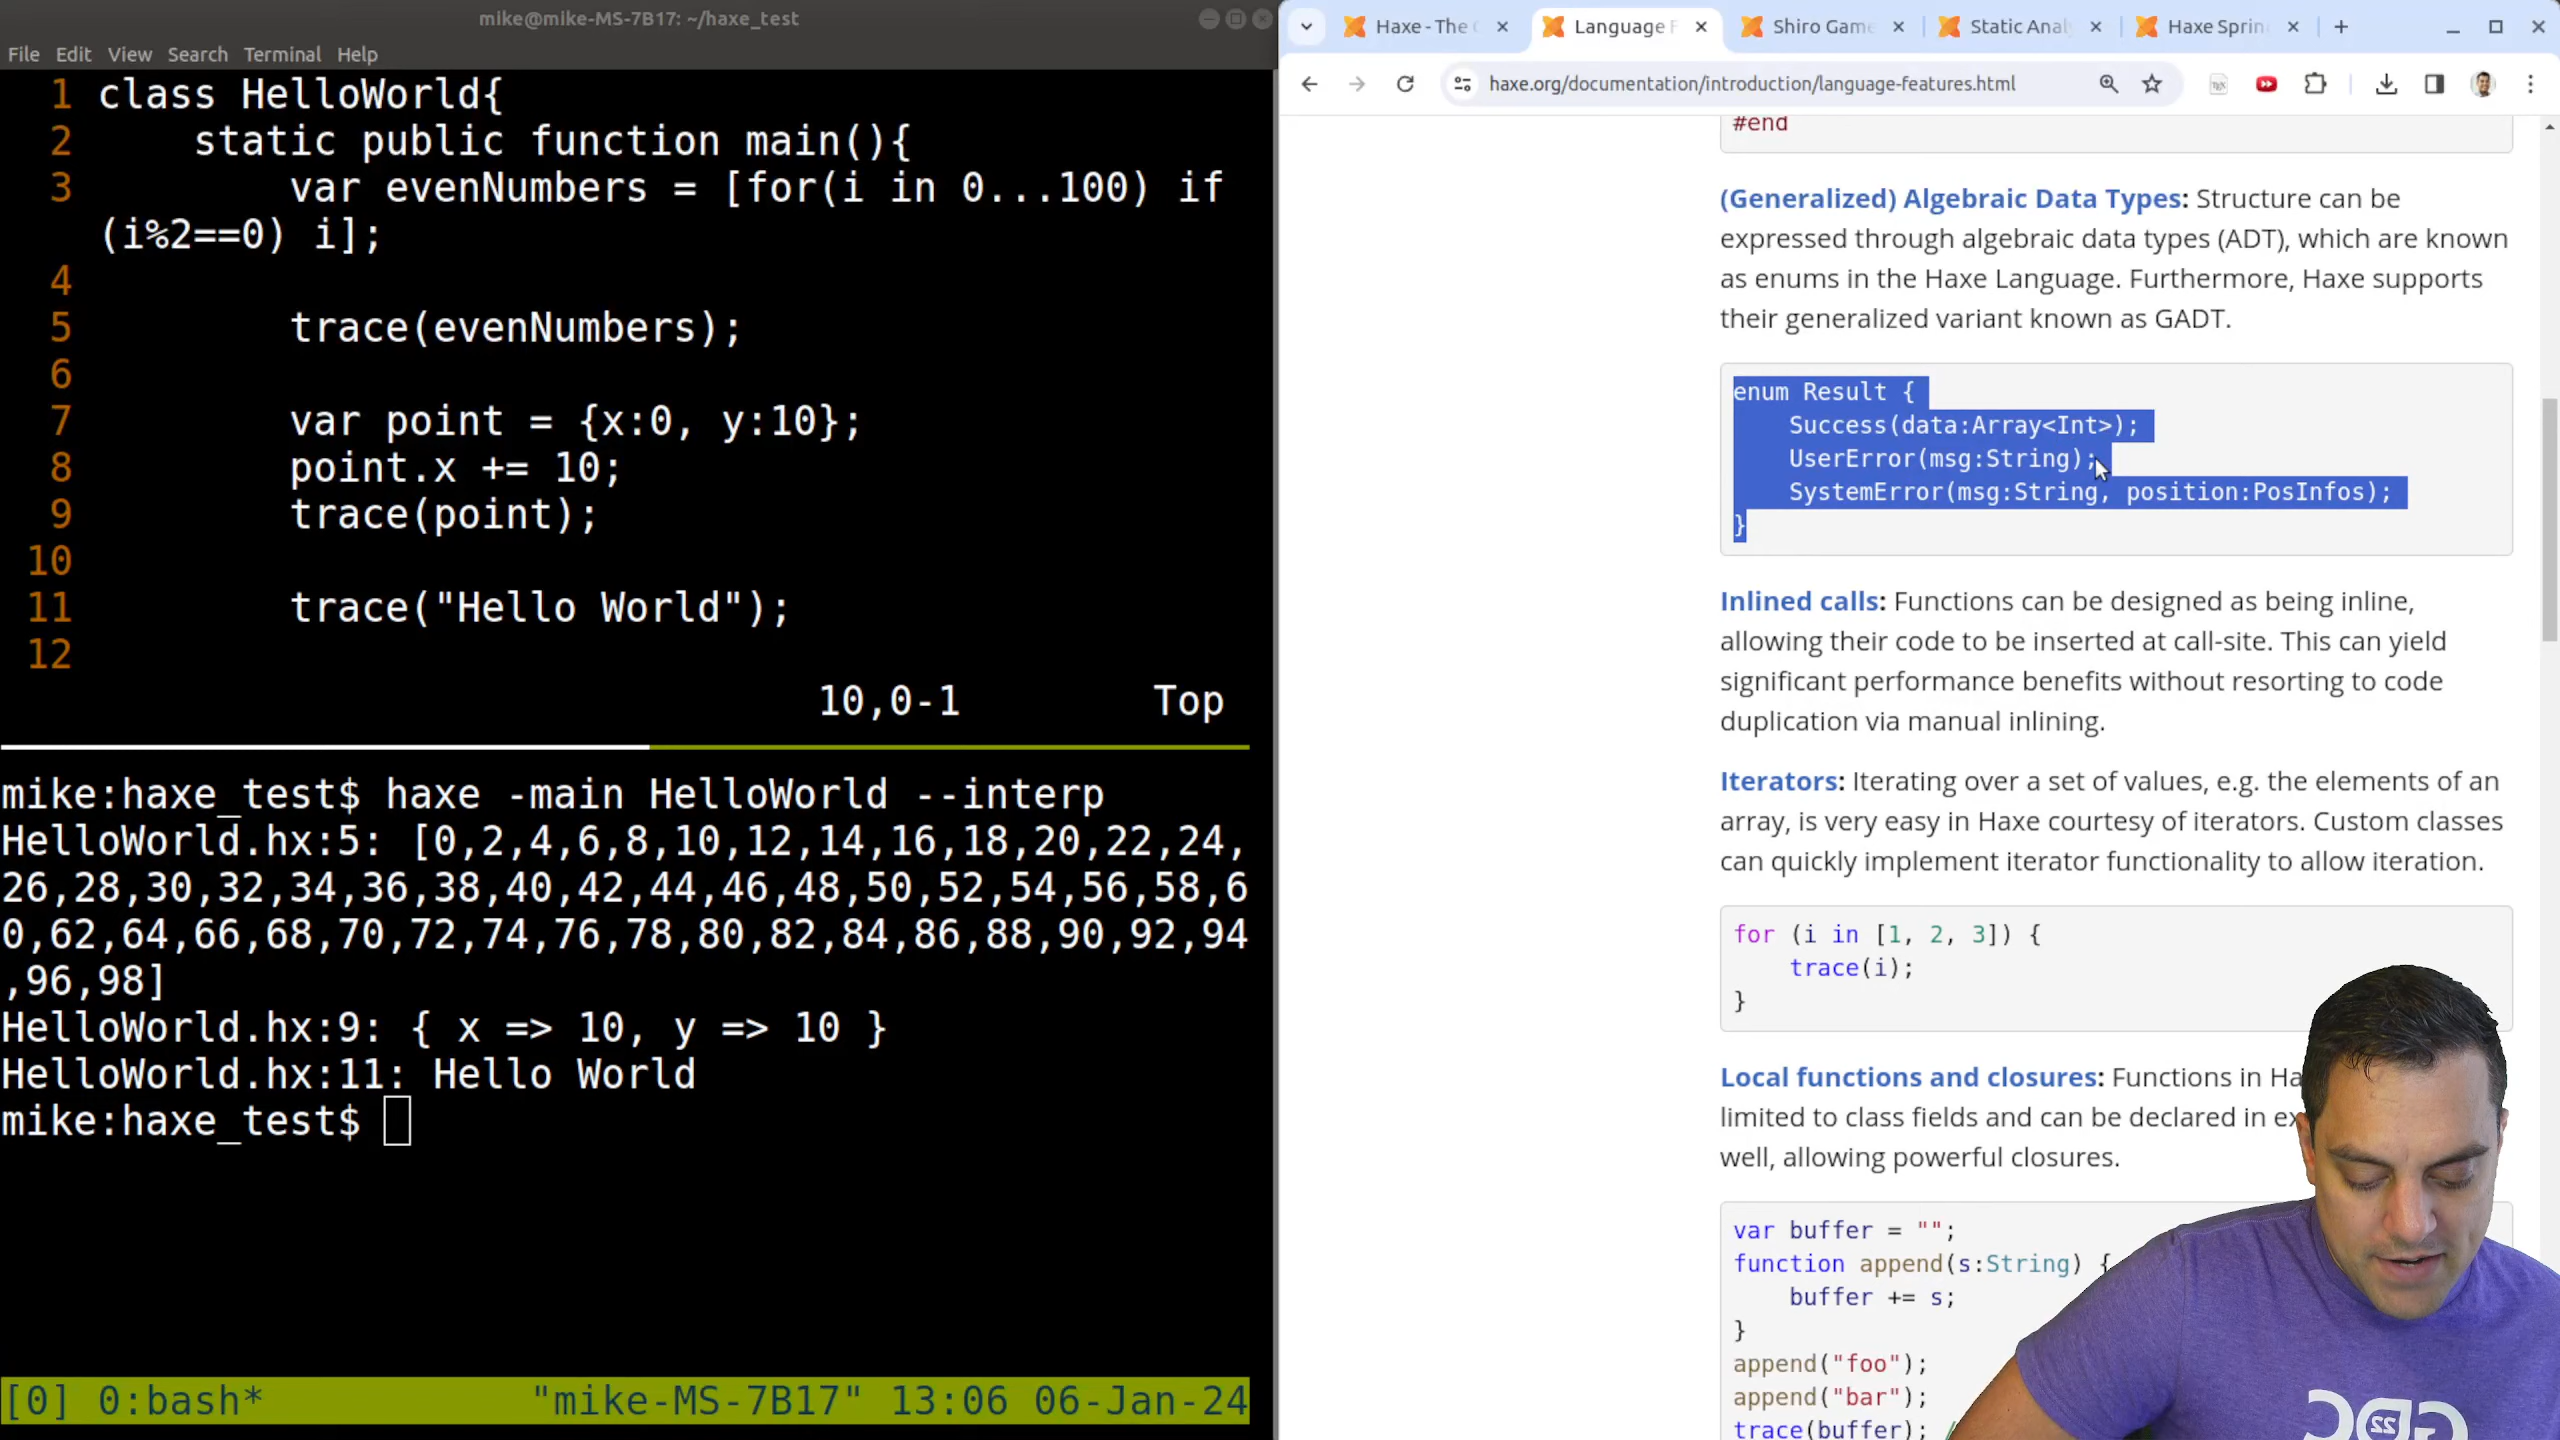 mike@mike-MS-7B17: ~/haxe_test
File Edit View Search Terminal Help
1 class HelloWorld{
2 static public function main(){
3 var evenNumbers = [for(i in 0...100) if
(i%2==0) i];
4
5 trace(evenNumbers);
6
7 var point = {x:0, y:10};
8 point.x += 10;
9 trace(point);
10
11 trace("Hello World");
12
10,0-1 Top
mike:haxe_test$ haxe -main HelloWorld --interp
HelloWorld.hx:5: [0,2,4,6,8,10,12,14,16,18,20,22,24,
26,28,30,32,34,36,38,40,42,44,46,48,50,52,54,56,58,6
0,62,64,66,68,70,72,74,76,78,80,82,84,86,88,90,92,94
,96,98]
HelloWorld.hx:9: { x => 10, y => 10 }
HelloWorld.hx:11: Hello World
mike:haxe_test$
[0] 0:bash* "mike-MS-7B17" 13:06 06-Jan-24
Haxe - The Language F Shiro Game Static Anal Haxe Sprin
haxe.org/documentation/introduction/language-features.html
#end
(Generalized) Algebraic Data Types: Structure can be
expressed through algebraic data types (ADT), which are known
as enums in the Haxe Language. Furthermore, Haxe supports
their generalized variant known as GADT.
enum Result {
Success(data:Array<Int>);
UserError(msg:String);
SystemError(msg:String, position:PosInfos);
}
Inlined calls: Functions can be designed as being inline,
allowing their code to be inserted at call-site. This can yield
significant performance benefits without resorting to code
duplication via manual inlining.
Iterators: Iterating over a set of values, e.g. the elements of an
array, is very easy in Haxe courtesy of iterators. Custom classes
can quickly implement iterator functionality to allow iteration.
for (i in [1, 2, 3]) {
trace(i);
}
Local functions and closures: Functions in Ha
limited to class fields and can be declared in ex
well, allowing powerful closures.
var buffer = "";
function append(s:String) {
buffer += s;
}
append("foo");
append("bar");
trace(buffer);